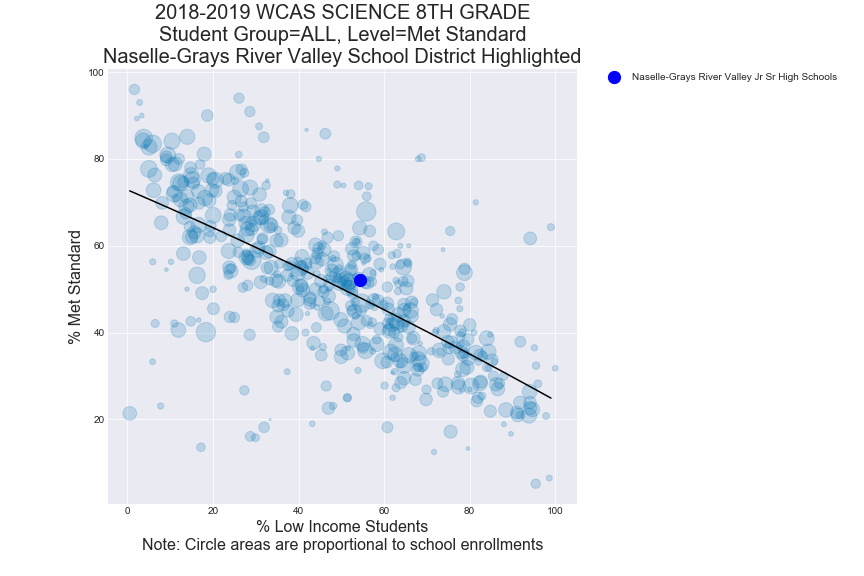 2018-2019 WCAS SCIENCE 8TH GRADE
Student Group=ALL, Level=Met Standard
Naselle-Grays River Valley School District Highlighted
Naselle-Grays River Valley Jr Sr High Schools
% Met Standard
100
80
60
40
20
0 20 40 60 80 100
% Low Income Students
Note: Circle areas are proportional to school enrollments